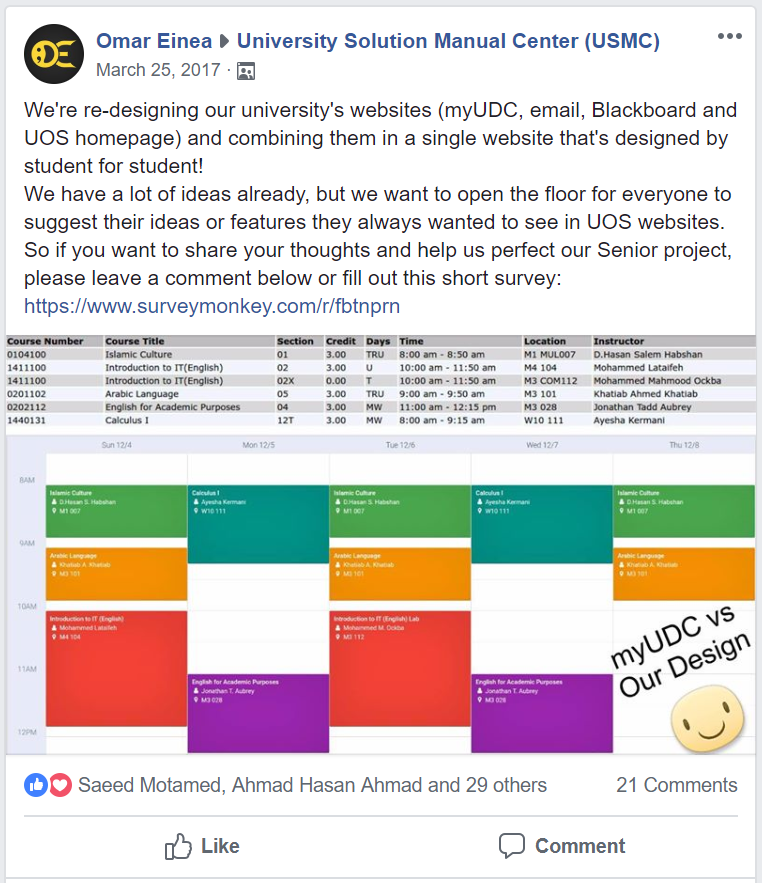 Omar Einea ▶ University Solution Manual Center (USMC)
March 25, 2017 ·
We're re-designing our university's websites (myUDC, email, Blackboard and
UOS homepage) and combining them in a single website that's designed by
student for student!
We have a lot of ideas already, but we want to open the floor for everyone to
suggest their ideas or features they always wanted to see in UOS websites.
So if you want to share your thoughts and help us perfect our Senior project,
please leave a comment below or fill out this short survey:
https://www.surveymonkey.com/r/fbtnprn
Course Number Course Title Section Credit Days Time Location Instructor
0104100 Islamic Culture 01 3.00 TRU 8:00 am - 8:50 am M1 MUL007 D.Hasan Salem Habshan
1411100 Introduction to IT(English) 02 3.00 U 10:00 am - 11:50 am M4 104 Mohammed Lataifeh
1411100 Introduction to IT(English) 02X 0.00 T 10:00 am - 11:50 am M3 COM112 Mohammed Mahmood Ockba
0201102 Arabic Language 05 3.00 TRU 9:00 am - 9:50 am M3 101 Khatiab Ahmed Khatiab
0202112 English for Academic Purposes 04 3.00 MW 11:00 am - 12:15 pm M3 028 Jonathan Tadd Aubrey
1440131 Calculus I 12T 3.00 MW 8:00 am - 9:15 am W10 111 Ayesha Kermani
Sun 12/4 Mon 12/5 Tue 12/6 Wed 12/7 Thu 12/8
8AM
Islamic Culture Calculus I Islamic Culture Calculus I Islamic Culture
D.Hasan S. Habshan Ayesha Kermani D.Hasan S. Habshan Ayesha Kermani D.Hasan S. Habshan
M1 007 W10 111 M1 007 W10 111 M1 007
9AM
Arabic Language Arabic Language Arabic Language
Khatiab A. Khatiab Khatiab A. Khatiab Khatiab A. Khatiab
M3 101 M3 101 M3 101
10AM
Introduction to IT (English) Introduction to IT (English) Lab
Mohammed Lataifeh Mohammed M. Ockba
M4 104 M3 112
myUDC vs
Our Design
11AM
English for Academic Purposes English for Academic Purposes
Jonathan T. Aubrey Jonathan T. Aubrey
M3 028 M3 028
12PM
Saeed Motamed, Ahmad Hasan Ahmad and 29 others 21 Comments
Like Comment